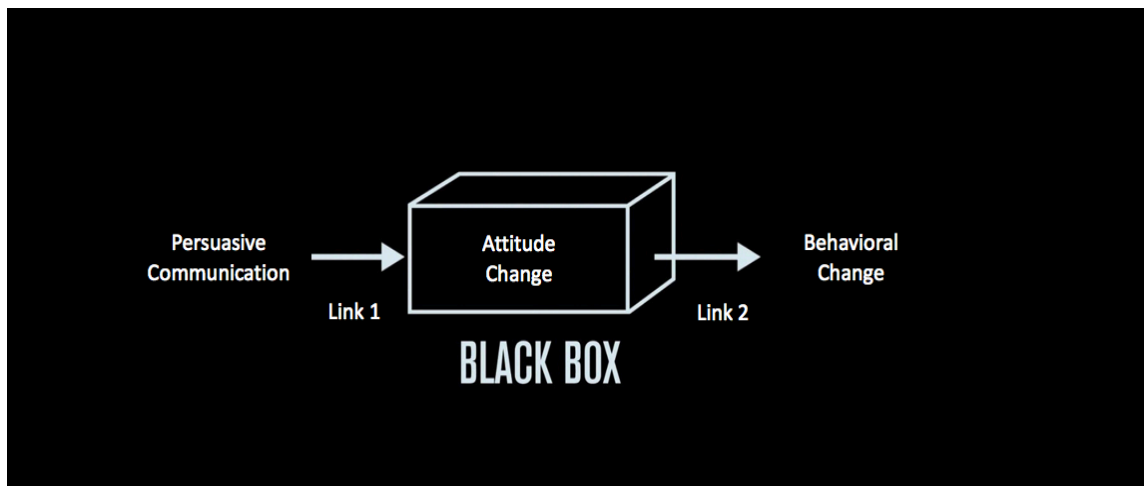 Persuasive
Communication
Link 1
Attitude
Change
BLACK BOX
Link 2
Behavioral
Change